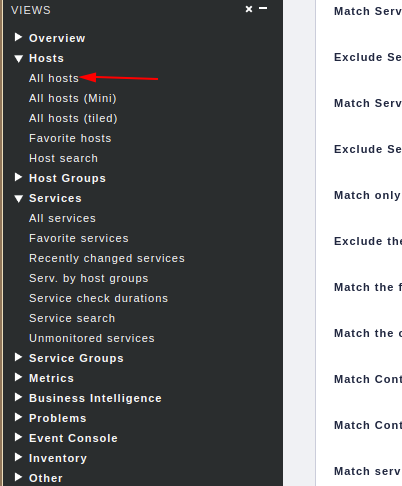 VIEWS
Overview
Hosts
All hosts
All hosts (Mini)
All hosts (tiled)
Favorite hosts
Host search
Host Groups
Services
All services
Favorite services
Recently changed services
Serv. by host groups
Service check durations
Service search
Unmonitored services
Service Groups
Metrics
Business Intelligence
Problems
Event Console
Inventory
Other
Match Serv
Exclude Se
Match Serv
Exclude Se
Match only
Exclude the
Match the f
Match the
Match Cont
Match Cont
Match serv